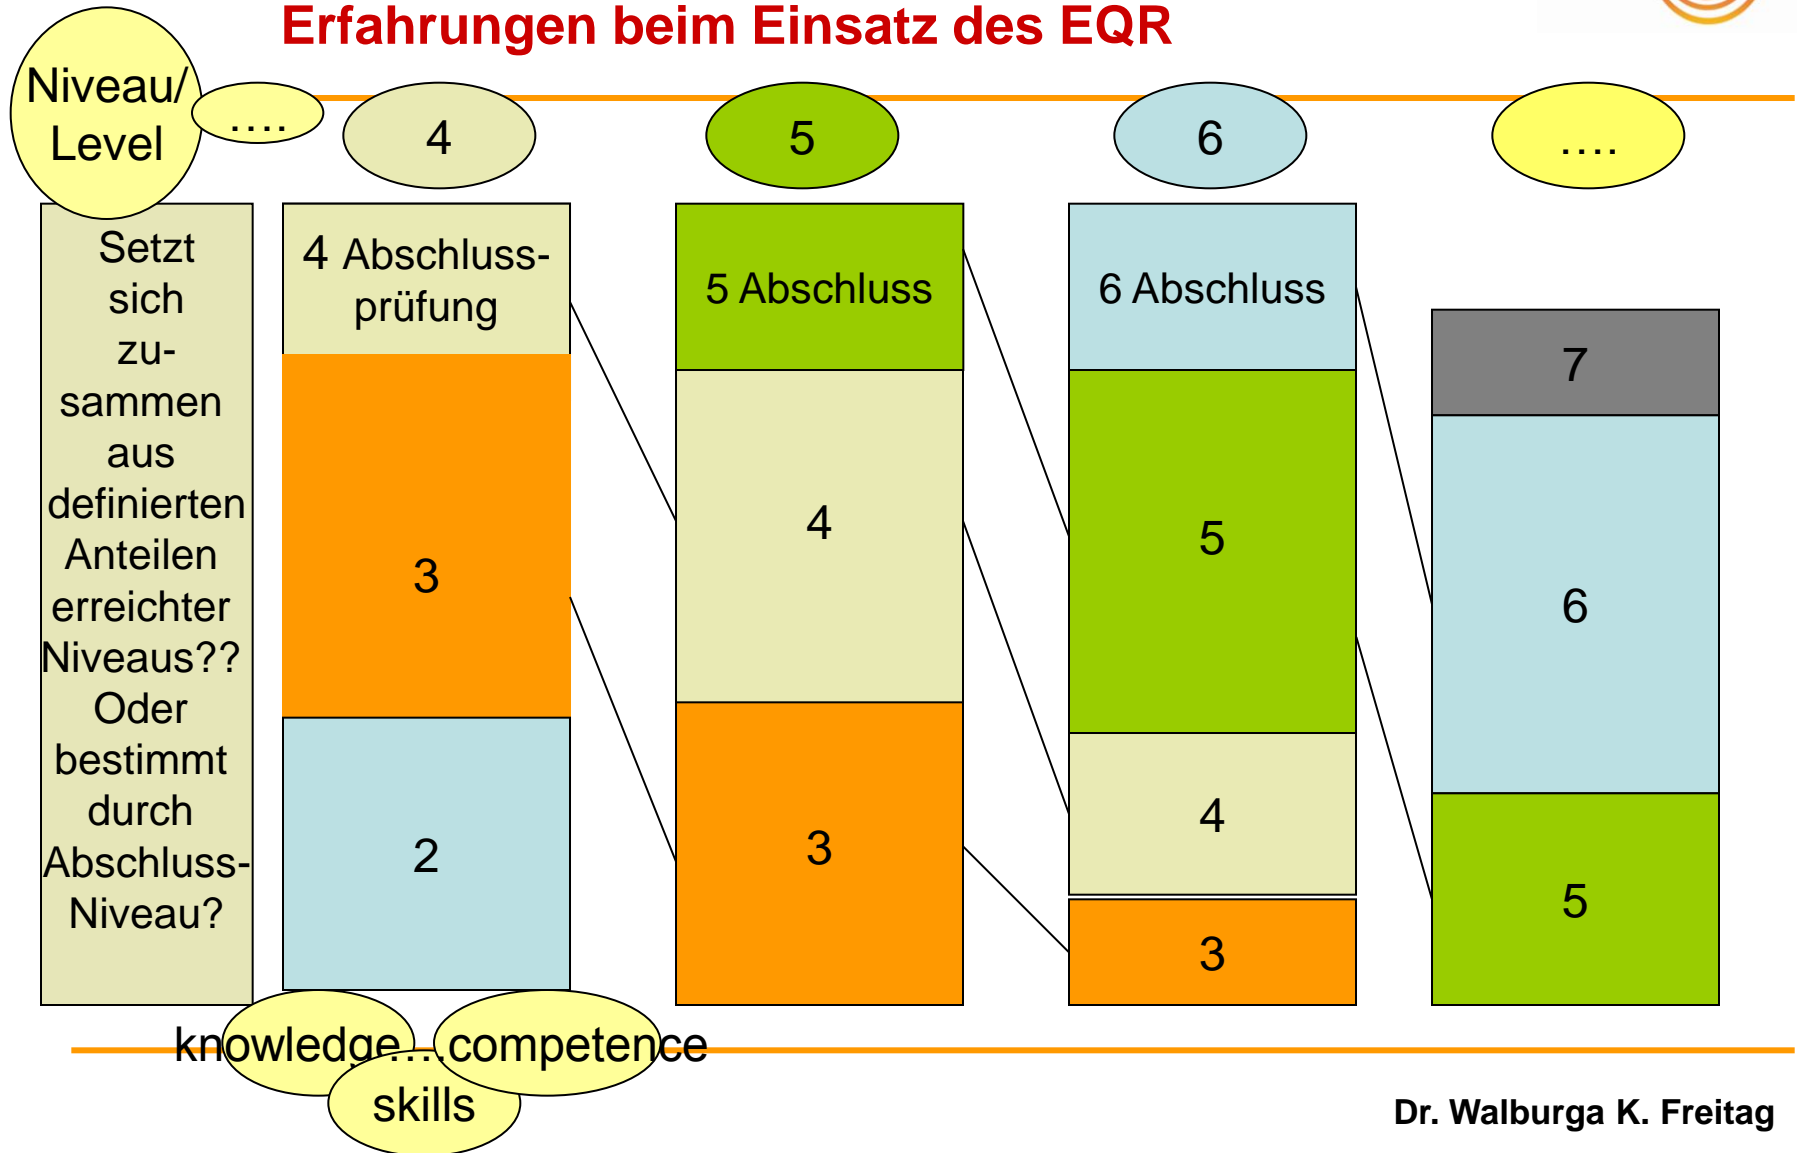 Erfahrungen beim Einsatz des EQR
Niveau/
Level
....
4
5
6
....
Setzt
sich
zu-
sammen
aus
definierten
Anteilen
erreichter
Niveaus??
Oder
bestimmt
durch
Abschluss-
Niveau?
4 Abschluss-
prüfung
3
2
5 Abschluss
4
3
6 Abschluss
5
4
3
7
6
5
knowledge....competence
skills
Dr. Walburga K. Freitag